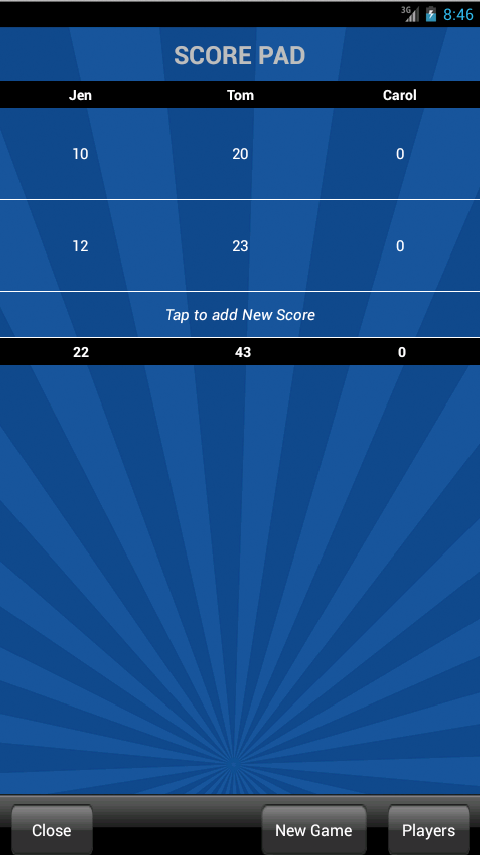 3G 8:46
SCORE PAD
Jen Tom Carol
10 20 0
12 23 0
Tap to add New Score
22 43 0
Close New Game Players